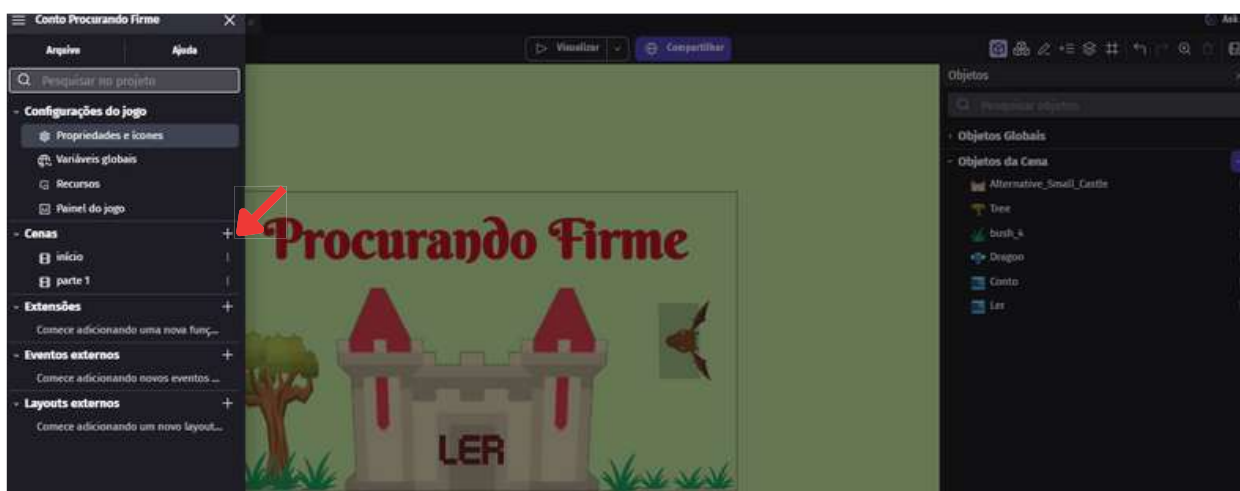 Conto Procurando Firme
Arquivo Ajuda
Pesquisar no projeto
Configurações do jogo
Propriedades e ícones
Variáveis globais
Recursos
Painel do jogo
Cenas
início
parte 1
Extensões
Comece adicionando uma nova funç...
Eventos externos
Comece adicionando novos eventos ...
Layouts externos
Comece adicionando um novo layout...
Visualizar
Compartilhar
Procurando Firme
LER
Ask
Objetos
Pesquisar objetos
Objetos Globais
Objetos da Cena
Alternative_Small_Castle
Tree
bush_4
Dragon
Conto
Ler